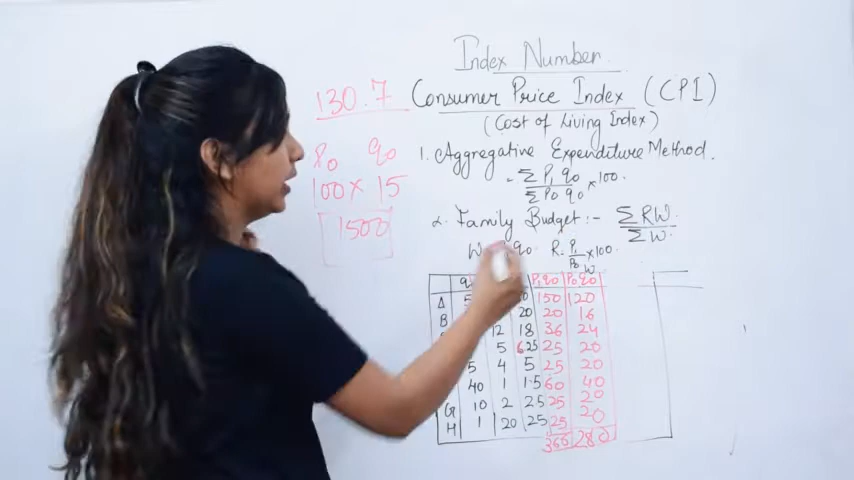 Index Number
130.7
Consumer Price Index (CPI)
(Cost of Living Index)
P₀ q₀
100 x 15
1500
1. Aggregative Expenditure Method.
= ΣP₁q₀ / ΣP₀q₀ x 100.
2. Family Budget :- ΣRW / ΣW.
W q₀. R = P₁/P₀ x 100
W
P₁q₀ P₀q₀
A 5 150 120
B 20 20 16
12 18 36 24
5 25 20
5 4 5 25 20
40 1 1.5 60 40
G 10 2 25 25 20
H 1 20 25 25 20
366 280